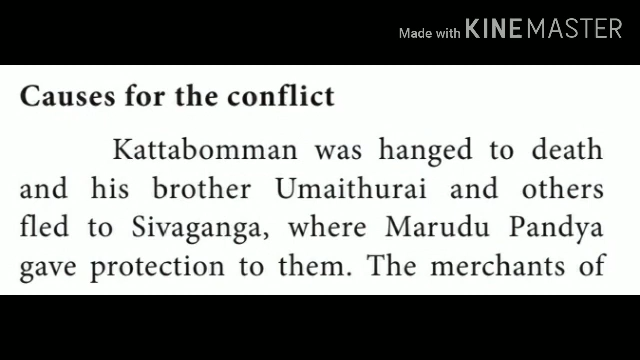 Made with KINEMASTER
Causes for the conflict
Kattabomman was hanged to death
and his brother Umaithurai and others
fled to Sivaganga, where Marudu Pandya
gave protection to them. The merchants of